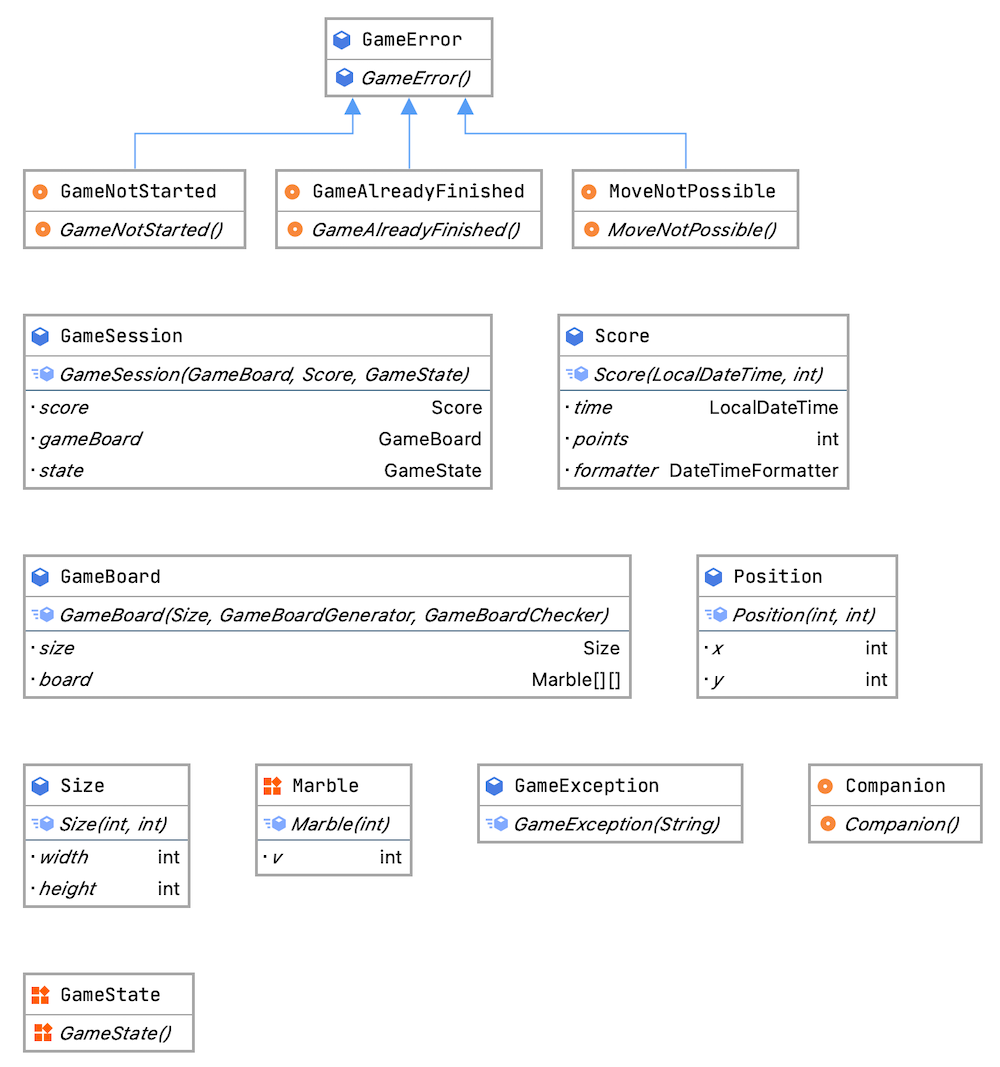 GameError
GameError()
GameNotStarted
GameNotStarted()
GameAlreadyFinished
GameAlreadyFinished()
MoveNotPossible
MoveNotPossible()
GameSession
GameSession(GameBoard, Score, GameState)
score Score
gameBoard GameBoard
state GameState
Score
Score(LocalDateTime, int)
time LocalDateTime
points int
formatter DateTimeFormatter
GameBoard
GameBoard(Size, GameBoardGenerator, GameBoardChecker)
size Size
board Marble[][]
Position
Position(int, int)
x int
y int
Size
Size(int, int)
width int
height int
Marble
Marble(int)
v int
GameException
GameException(String)
Companion
Companion()
GameState
GameState()